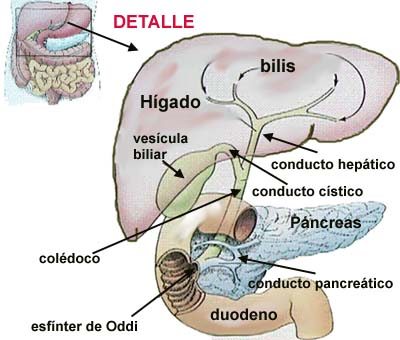 DETALLE
bilis
Hígado
vesícula
biliar
conducto hepático
conducto cístico
Páncreas
colédoco
conducto pancreático
duodeno
esfínter de Oddi